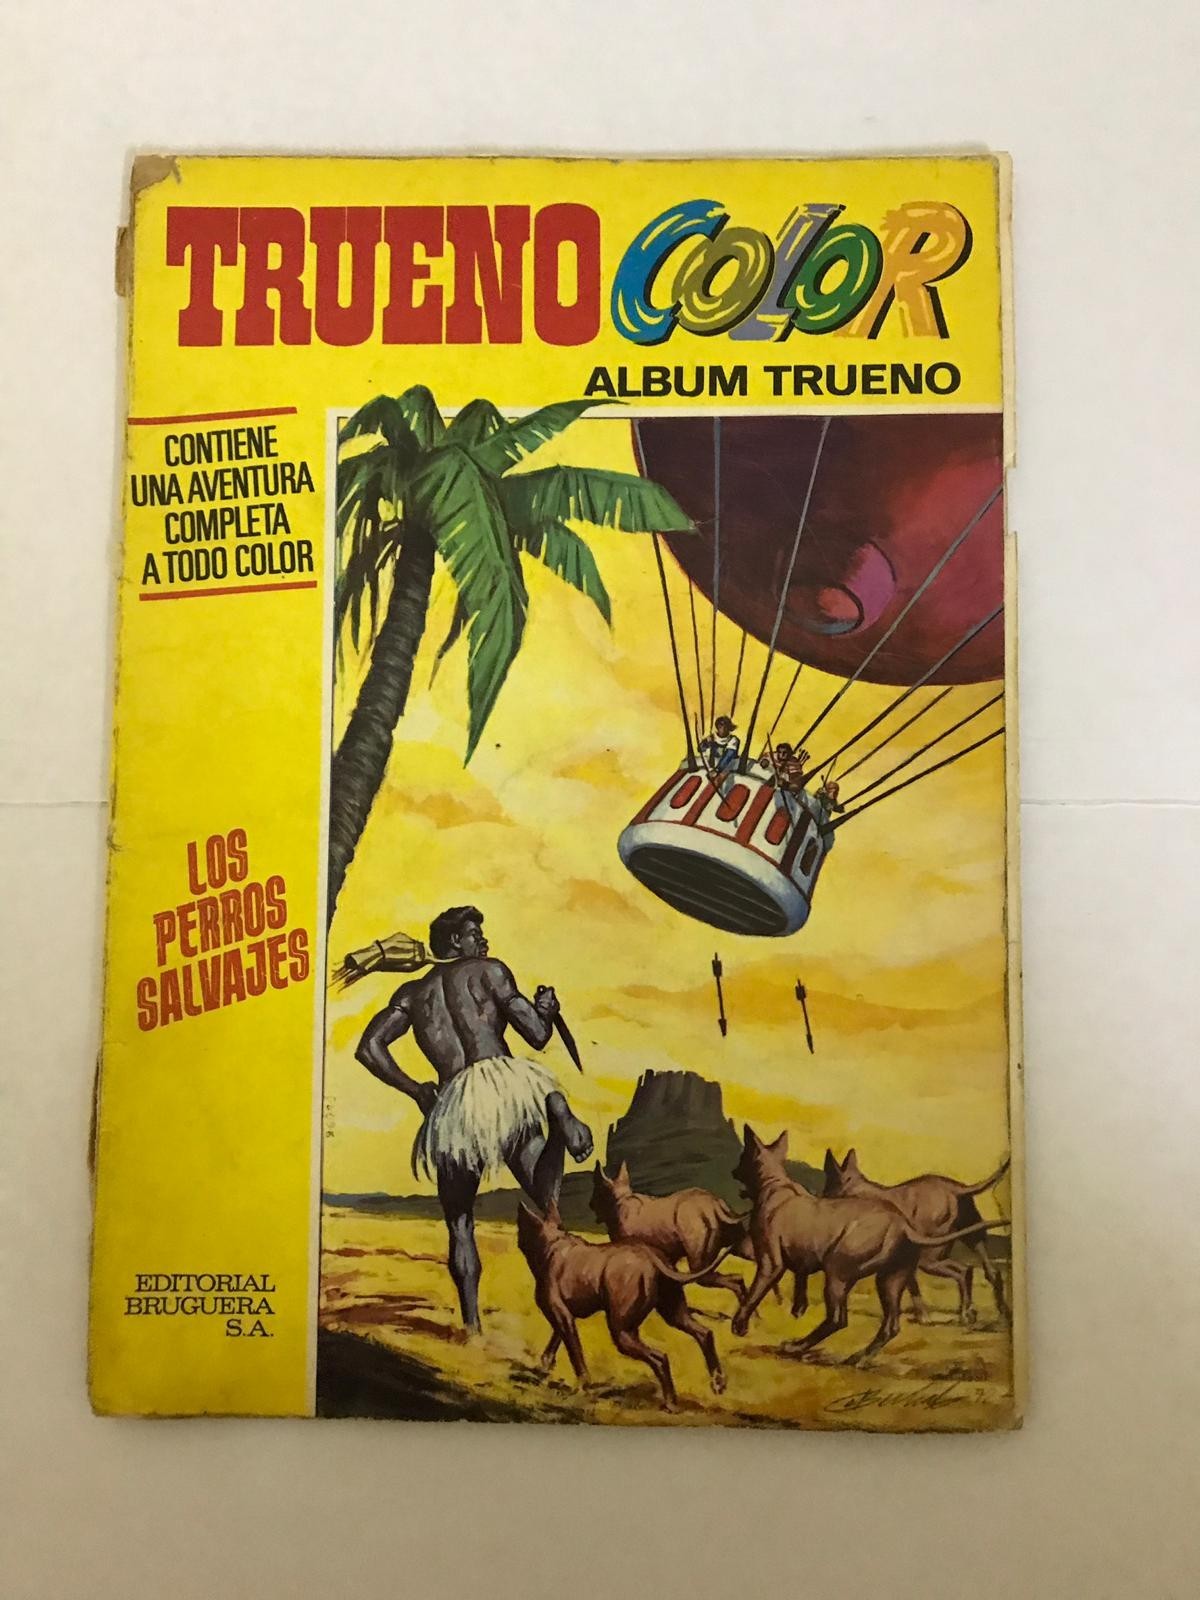 TRUENO COLOR
ALBUM TRUENO
CONTIENE
UNA AVENTURA
COMPLETA
A TODO COLOR
LOS
PERROS
SALVAJES
EDITORIAL
BRUGUERA
S.A.